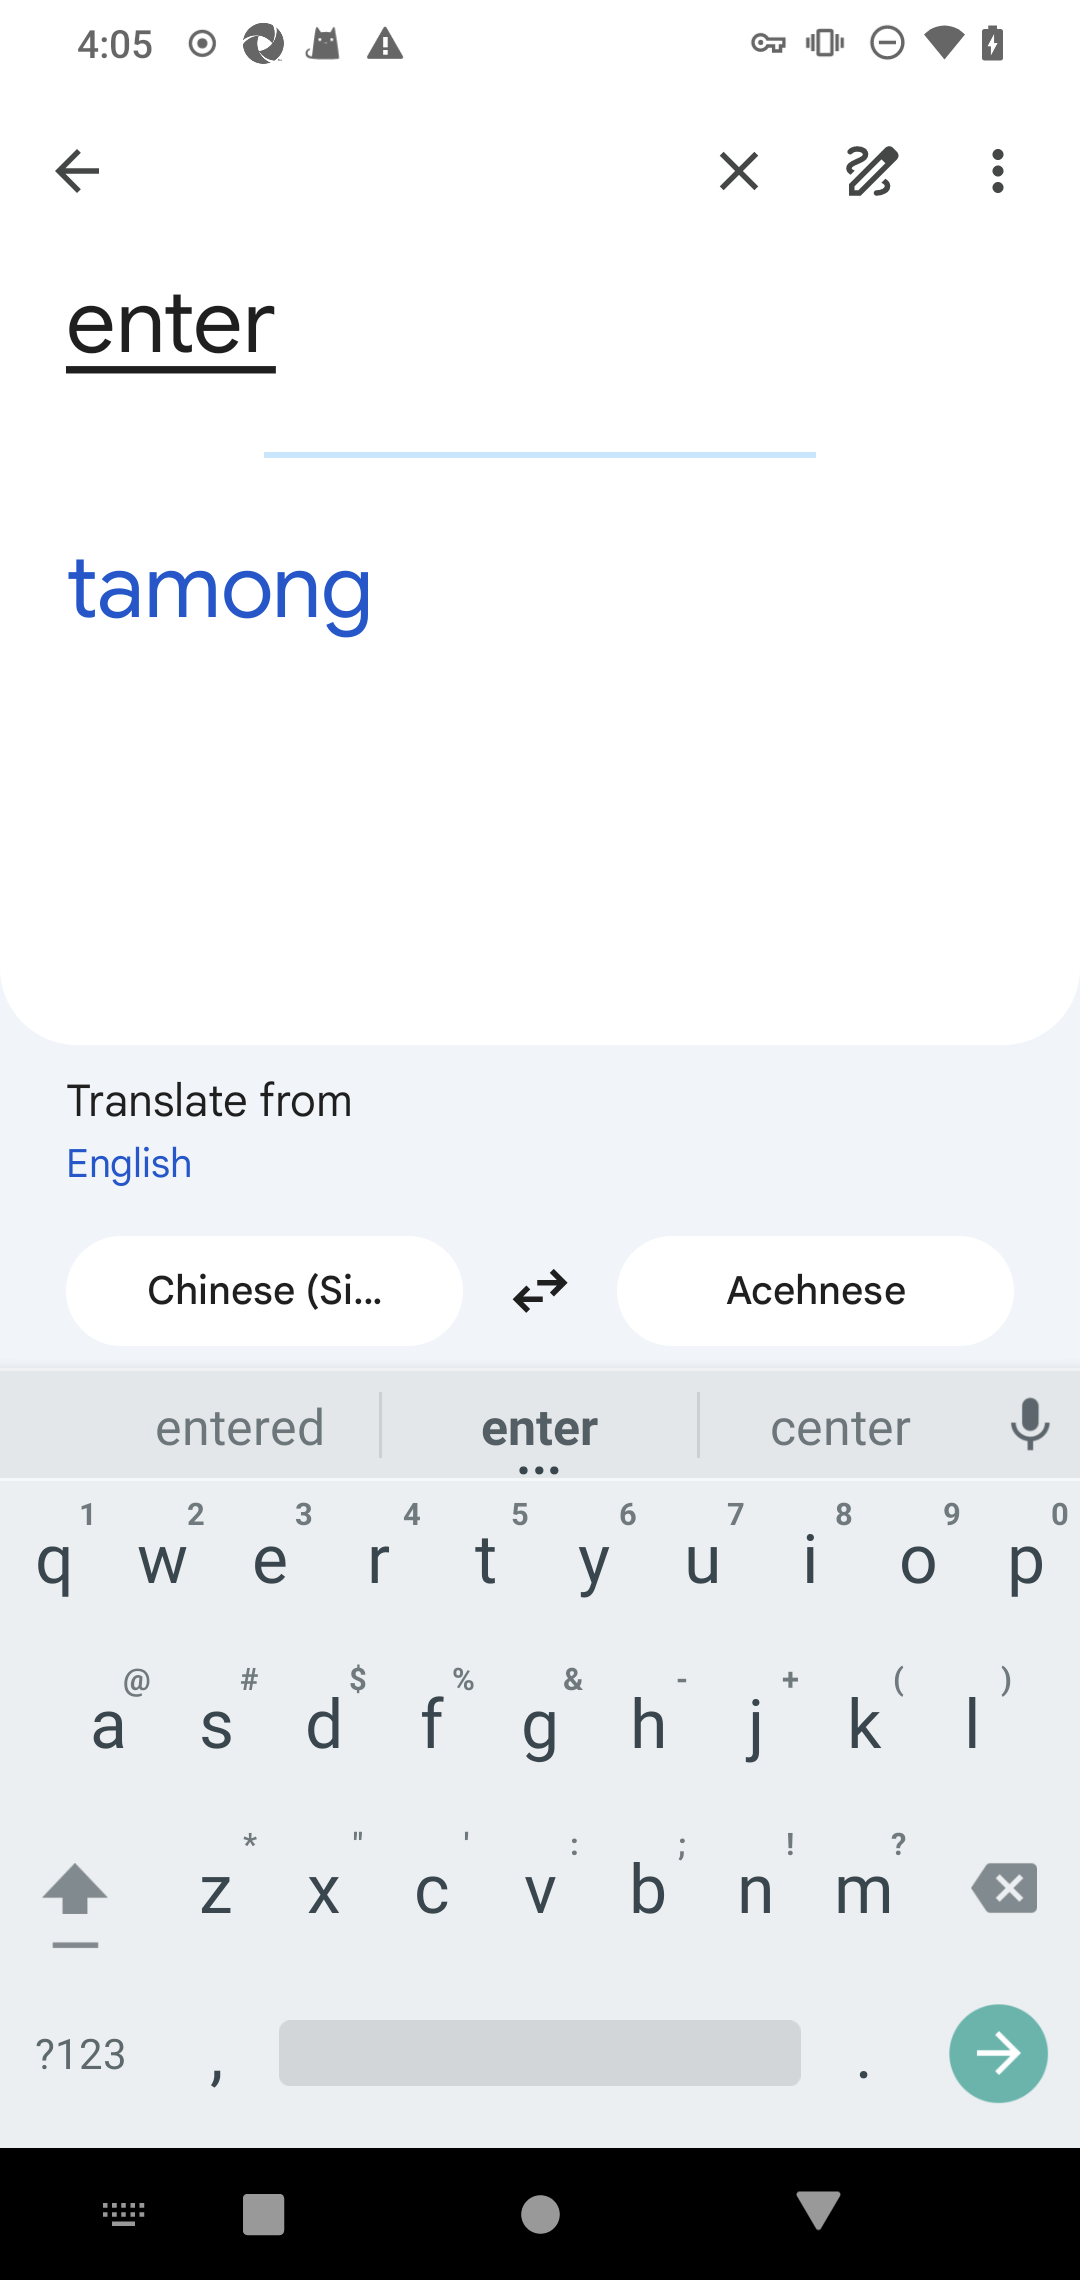 4:05
enter
tamong
Translate from
English
Chinese (Si...
Acehnese
entered
enter
center
1 2 3 4 5 6 7 8 9 0
q w e r t y u i o p
@ # $ % & - + ( )
a s d f g h j k l
* " ' : ; ! ?
z x c v b n m
?123 , .